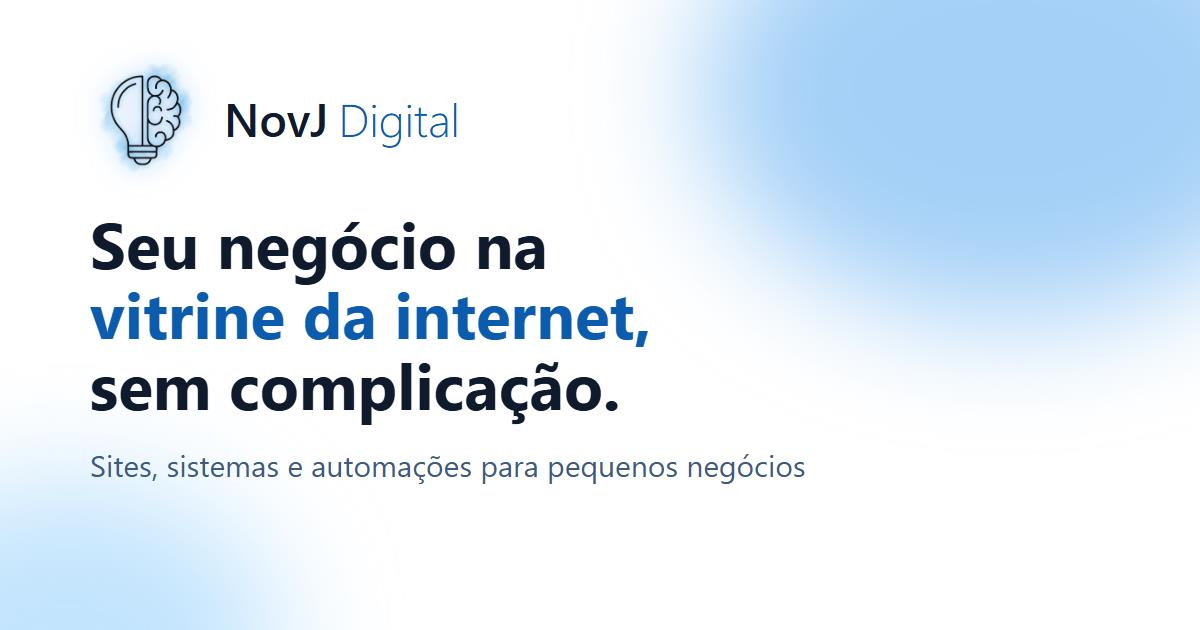 NovJ Digital
Seu negócio na
vitrine da internet,
sem complicação.
Sites, sistemas e automações para pequenos negócios